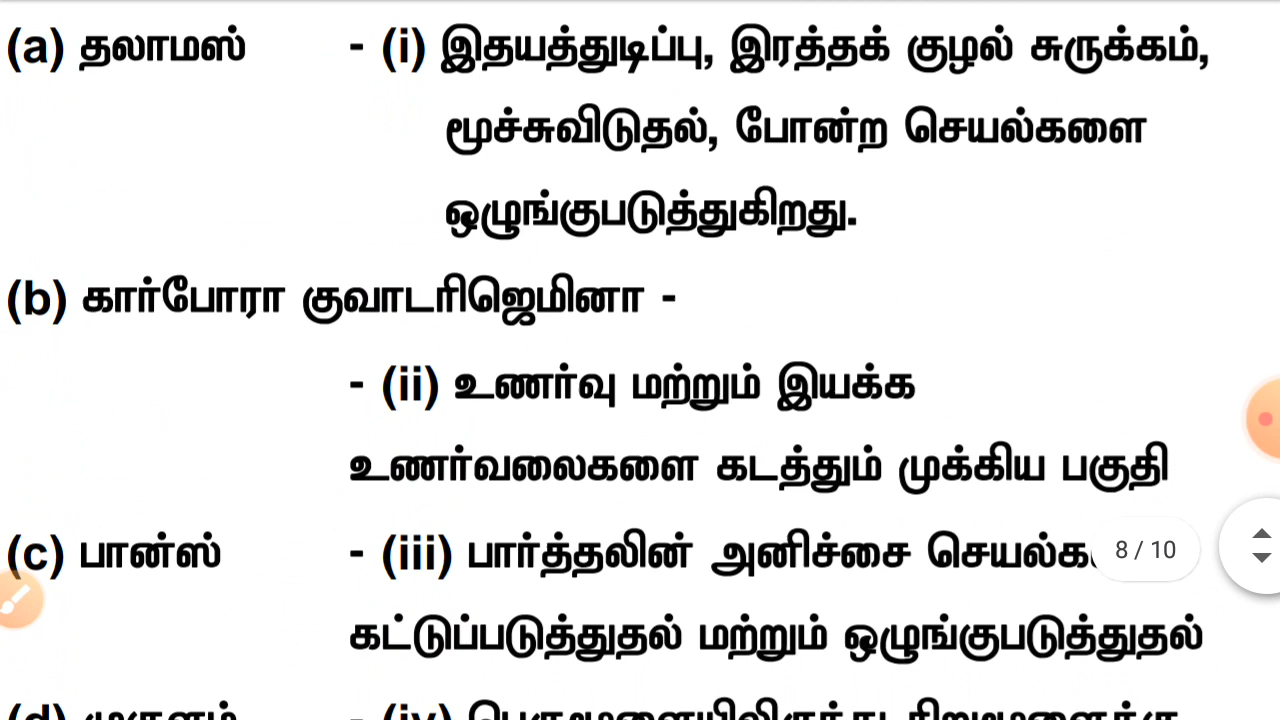 (a) தலாமஸ் - (i) இதயத்துடிப்பு, இரத்தக் குழல் சுருக்கம்,
மூச்சுவிடுதல், போன்ற செயல்களை
ஒழுங்குபடுத்துகிறது.
(b) கார்போரா குவாடரிஜெமினா -
- (ii) உணர்வு மற்றும் இயக்க
உணர்வலைகளை கடத்தும் முக்கிய பகுதி
(c) பான்ஸ் - (iii) பார்த்தலின் அனிச்சை
8 / 10
கட்டுப்படுத்துதல் மற்றும் ஒழுங்குபடுத்துதல்
(d) - (iv)